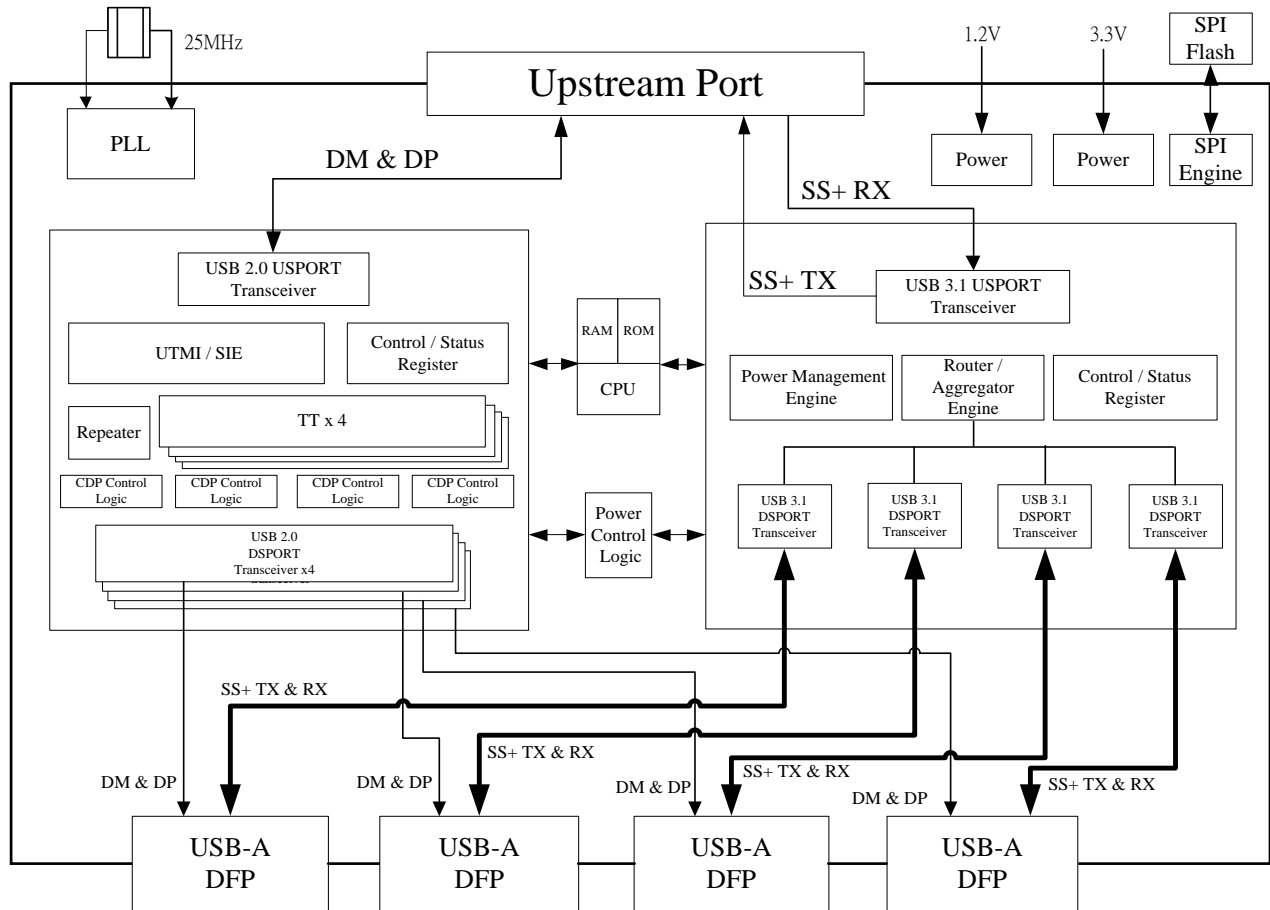 25MHz
1.2V
3.3V
SPI
Flash
Upstream Port
PLL
Power
Power
SPI
Engine
DM & DP
SS+ RX
SS+ TX
USB 2.0 USPORT
Transceiver
USB 3.1 USPORT
Transceiver
UTMI / SIE
Control / Status
Register
RAM
ROM
CPU
Power Management
Engine
Router /
Aggregator
Engine
Control / Status
Register
Repeater
TT x 4
CDP Control
Logic
CDP Control
Logic
CDP Control
Logic
CDP Control
Logic
Power
Control
Logic
USB 3.1
DSPORT
Transceiver
USB 3.1
DSPORT
Transceiver
USB 3.1
DSPORT
Transceiver
USB 3.1
DSPORT
Transceiver
USB 2.0
DSPORT
Transceiver x4
SS+ TX & RX
SS+ TX & RX
SS+ TX & RX
SS+ TX & RX
DM & DP
DM & DP
DM & DP
DM & DP
USB-A
DFP
USB-A
DFP
USB-A
DFP
USB-A
DFP